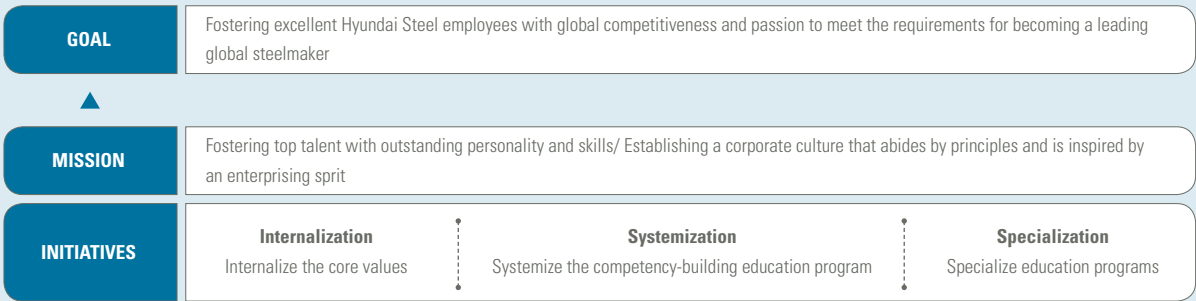 GOAL
Fostering excellent Hyundai Steel employees with global competitiveness and passion to meet the requirements for becoming a leading
global steelmaker
MISSION
Fostering top talent with outstanding personality and skills/ Establishing a corporate culture that abides by principles and is inspired by
an enterprising sprit
INITIATIVES
Internalization
Internalize the core values
Systemization
Systemize the competency-building education program
Specialization
Specialize education programs